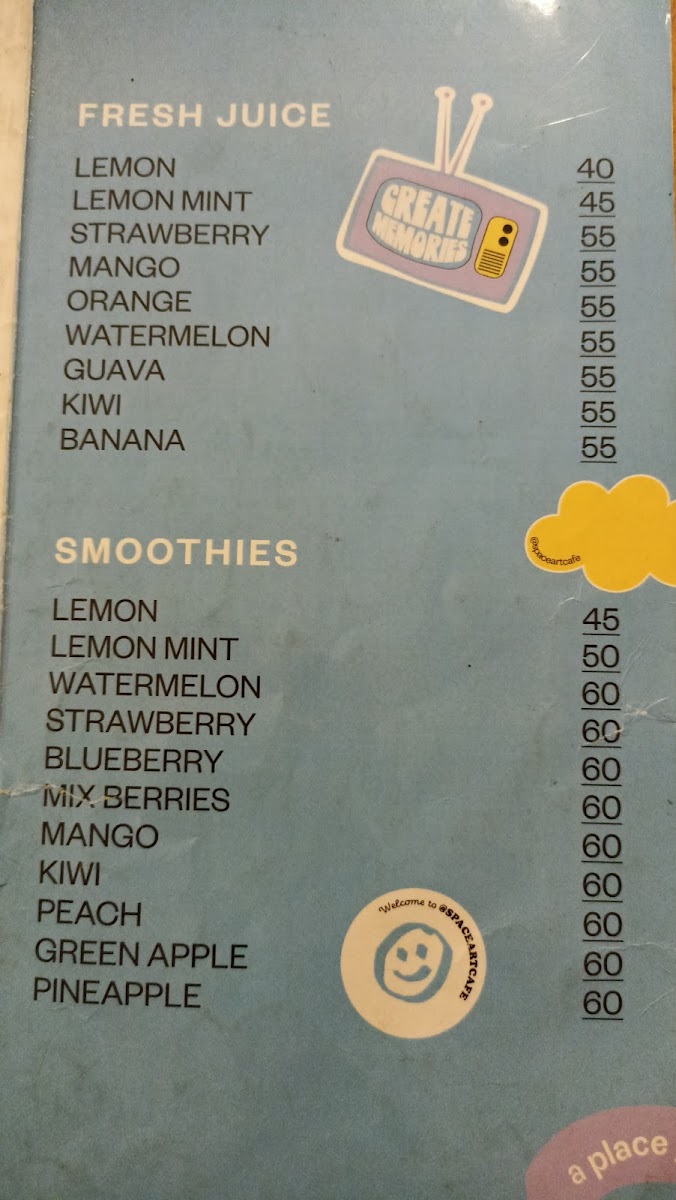 FRESH JUICE
CREATE
MEMORIES
LEMON 40
LEMON MINT 45
STRAWBERRY 55
MANGO 55
ORANGE 55
WATERMELON 55
GUAVA 55
KIWI 55
BANANA 55
@spaceartcafe
SMOOTHIES
LEMON 45
LEMON MINT 50
WATERMELON 60
STRAWBERRY 60
BLUEBERRY 60
MIX BERRIES 60
MANGO 60
KIWI 60
PEACH 60
GREEN APPLE 60
PINEAPPLE 60
Welcome to @SPACEARTCAFE
a place